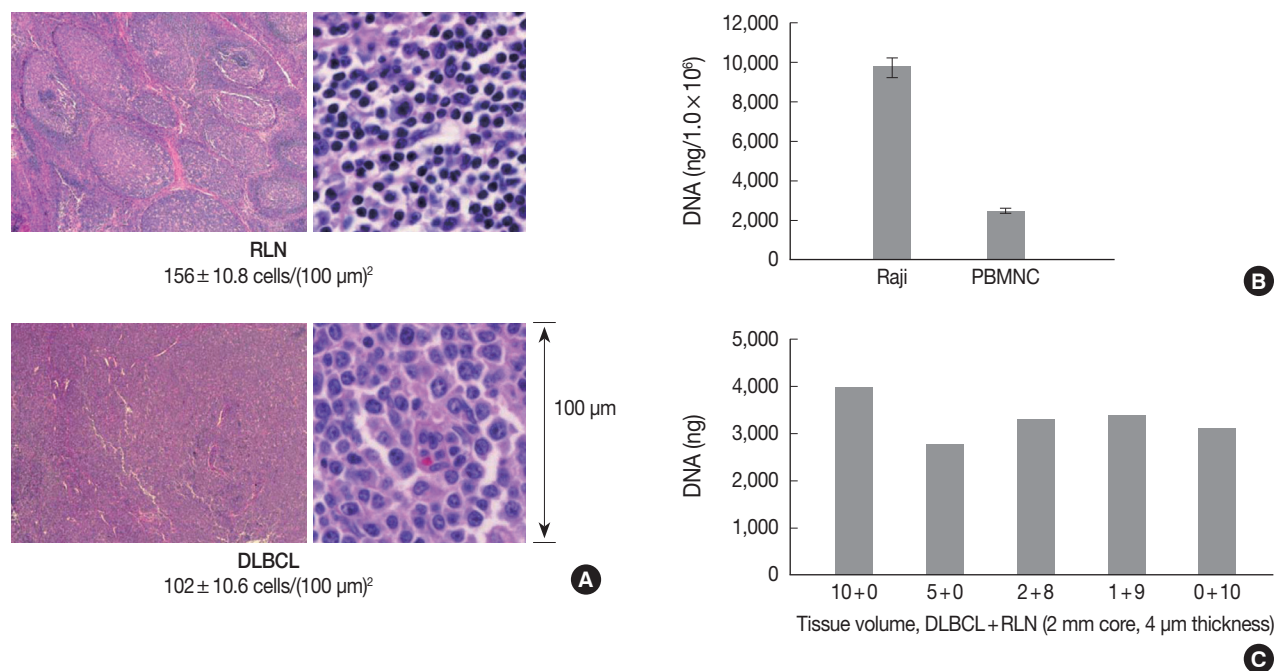 RLN
156 ± 10.8 cells/(100 µm)²
100 µm
DLBCL
102 ± 10.6 cells/(100 µm)²
A
DNA (ng/1.0 × 10⁶)
12,000
10,000
8,000
6,000
4,000
2,000
0
Raji PBMNC
B
DNA (ng)
5,000
4,000
3,000
2,000
1,000
0
10+0 5+0 2+8 1+9 0+10
Tissue volume, DLBCL+RLN (2 mm core, 4 µm thickness)
C